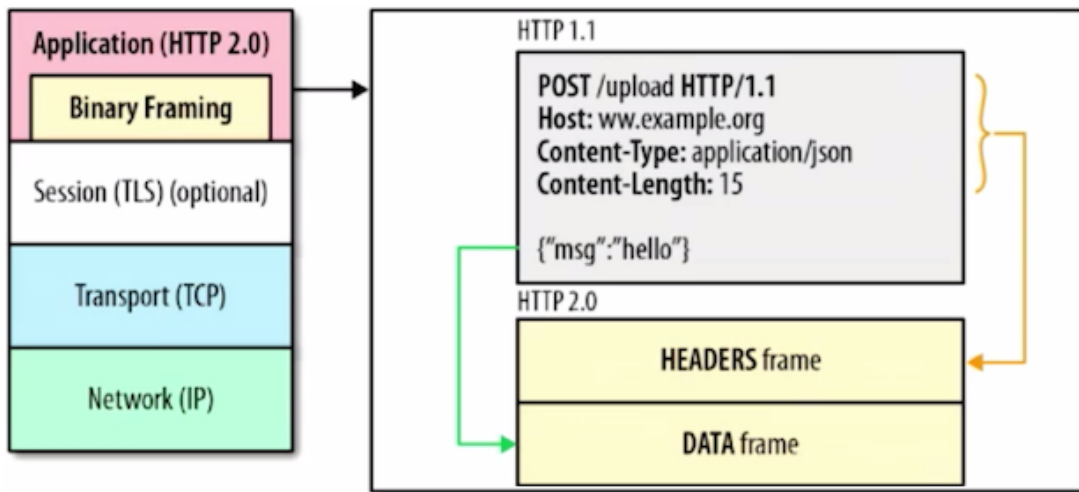 Application (HTTP 2.0)
Binary Framing
Session (TLS) (optional)
Transport (TCP)
Network (IP)
HTTP 1.1
POST /upload HTTP/1.1
Host: ww.example.org
Content-Type: application/json
Content-Length: 15
{"msg":"hello"}
HTTP 2.0
HEADERS frame
DATA frame